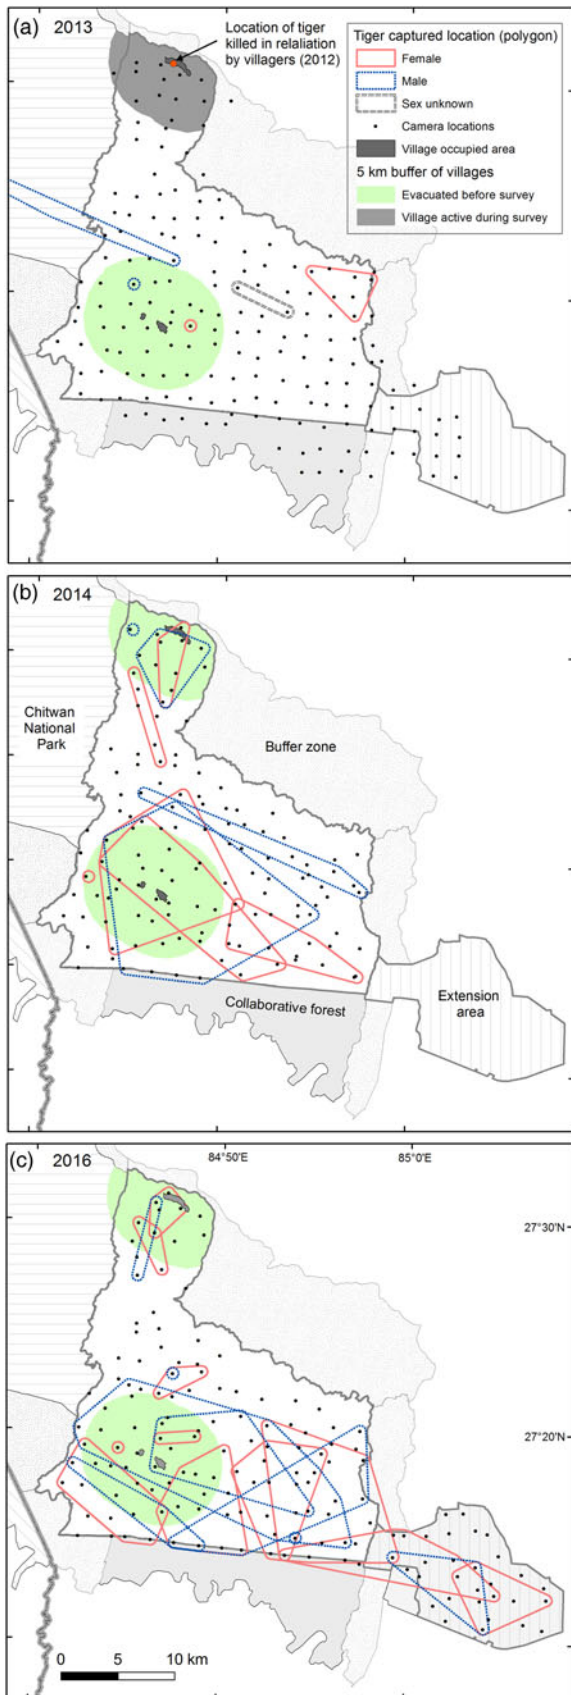 (a) 2013
Location of tiger
killed in relaliation
by villagers (2012)
Tiger captured location (polygon)
Female
Male
Sex unknown
Camera locations
Village occupied area
5 km buffer of villages
Evacuated before survey
Village active during survey
(b) 2014
Chitwan
National
Park
Buffer zone
Collaborative forest
Extension
area
(c) 2016
84°50'E
85°0'E
27°30'N
27°20'N
0 5 10 km